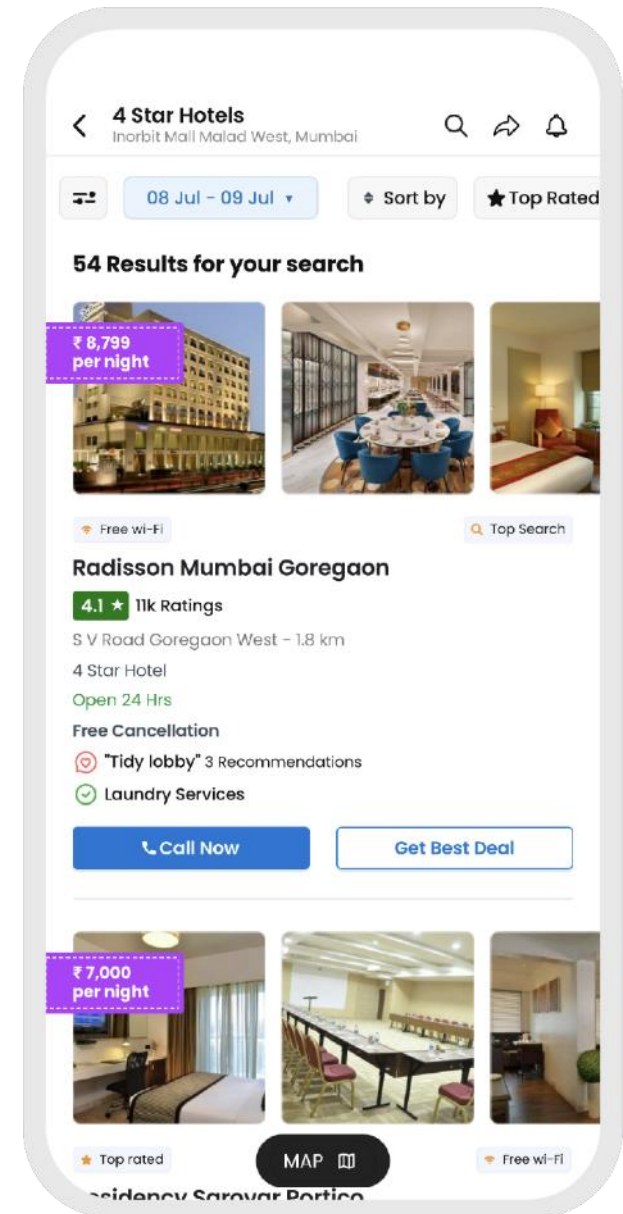 4 Star Hotels
Inorbit Mall Malad West, Mumbai
08 Jul - 09 Jul
Sort by
Top Rated
54 Results for your search
₹ 8,799
per night
Free wi-Fi
Top Search
Radisson Mumbai Goregaon
4.1 ★ 11k Ratings
S V Road Goregaon West - 1.8 km
4 Star Hotel
Open 24 Hrs
Free Cancellation
"Tidy lobby" 3 Recommendations
Laundry Services
Call Now
Get Best Deal
₹ 7,000
per night
Top rated
MAP
Free wi-Fi
Sarovar Portico